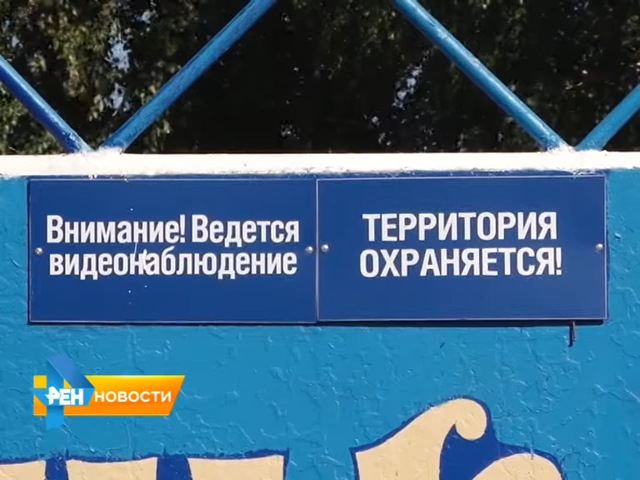 Внимание! Ведется
видеонаблюдение
ТЕРРИТОРИЯ
ОХРАНЯЕТСЯ!
РЕН НОВОСТИ